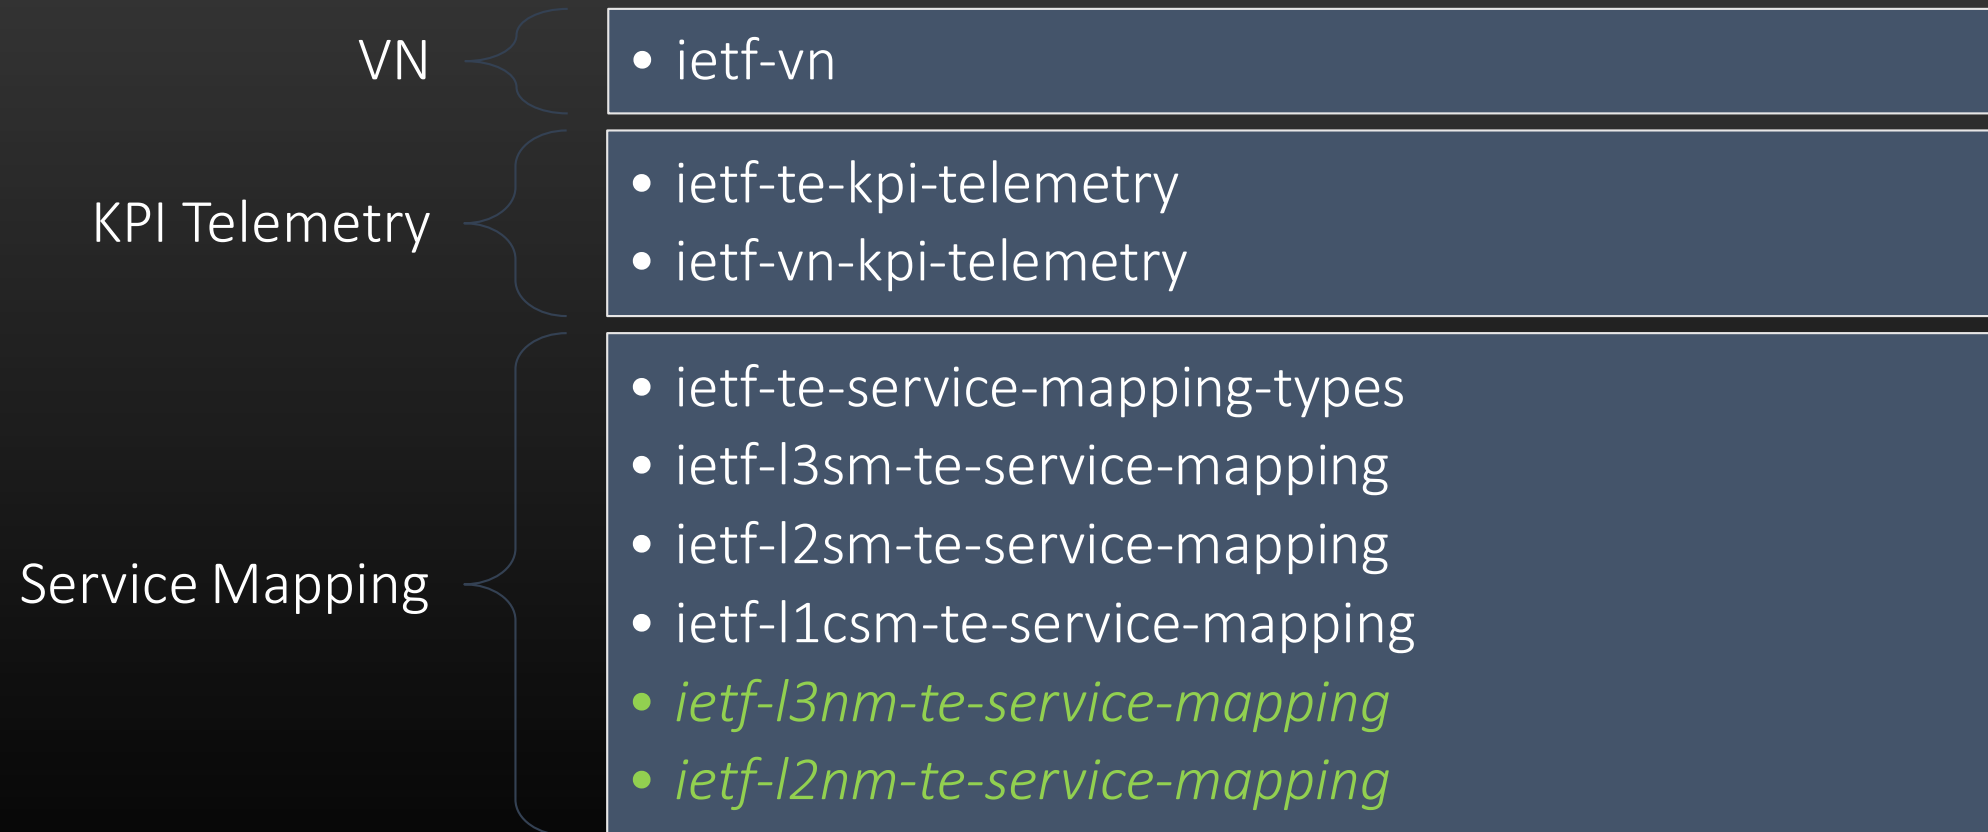 VN
• ietf-vn
KPI Telemetry
• ietf-te-kpi-telemetry
• ietf-vn-kpi-telemetry
Service Mapping
• ietf-te-service-mapping-types
• ietf-l3sm-te-service-mapping
• ietf-l2sm-te-service-mapping
• ietf-l1csm-te-service-mapping
• ietf-l3nm-te-service-mapping
• ietf-l2nm-te-service-mapping